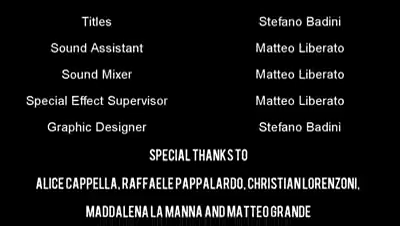 Titles Stefano Badini
Sound Assistant Matteo Liberato
Sound Mixer Matteo Liberato
Special Effect Supervisor Matteo Liberato
Graphic Designer Stefano Badini
SPECIAL THANKS TO
ALICE CAPPELLA, RAFFAELE PAPPALARDO, CHRISTIAN LORENZONI,
MADDALENA LA MANNA AND MATTEO GRANDE